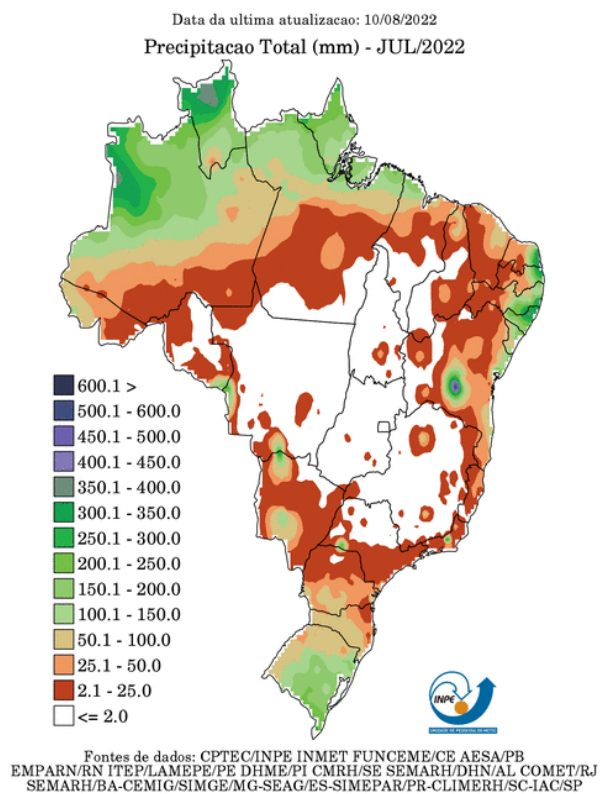 Data da ultima atualizacao: 10/08/2022
Precipitacao Total (mm) - JUL/2022
600.1 >
500.1 - 600.0
450.1 - 500.0
400.1 - 450.0
350.1 - 400.0
300.1 - 350.0
250.1 - 300.0
200.1 - 250.0
150.1 - 200.0
100.1 - 150.0
50.1 - 100.0
25.1 - 50.0
2.1 - 25.0
<= 2.0
INPE
UNIDADE DE PESQUISA DE METEO
Fontes de dados: CPTEC/INPE INMET FUNCEME/CE AESA/PB
EMPARN/RN ITEP/LAMEPE/PE DHME/PI CMRH/SE SEMARH/DHN/AL COMET/RJ
SEMARH/BA-CEMIG/SIMGE/MG-SEAG/ES-SIMEPAR/PR-CLIMERH/SC-IAC/SP